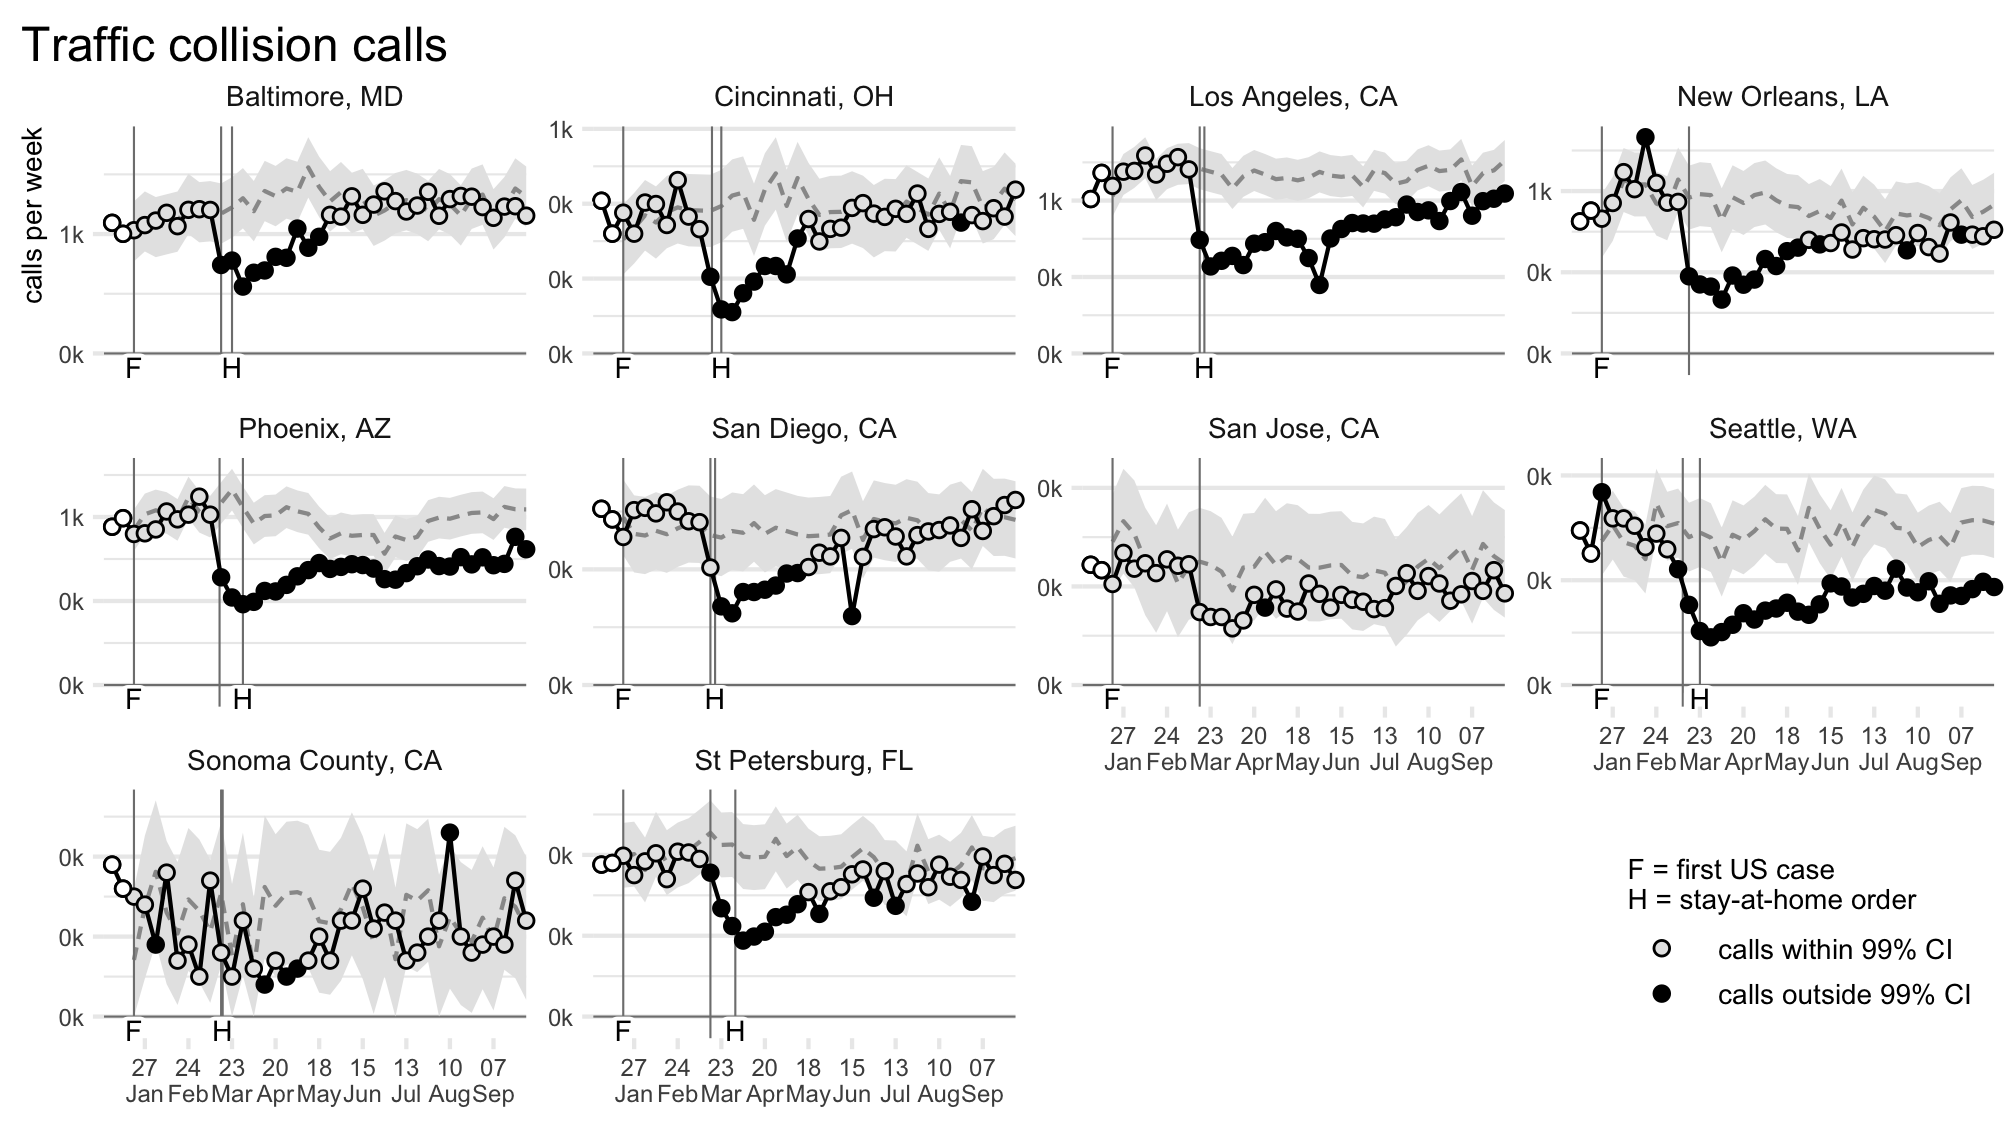 Traffic collision calls
Baltimore, MD
Cincinnati, OH
Los Angeles, CA
New Orleans, LA
calls per week
1k
0k
F
H
1k
0k
0k
0k
F
H
1k
0k
0k
F
H
1k
0k
0k
F
Phoenix, AZ
San Diego, CA
San Jose, CA
Seattle, WA
1k
0k
0k
F
H
0k
0k
F
H
0k
0k
0k
F
0k
0k
0k
F
H
27 24 23 20 18 15 13 10 07
Jan Feb Mar Apr May Jun Jul Aug Sep
27 24 23 20 18 15 13 10 07
Jan Feb Mar Apr May Jun Jul Aug Sep
Sonoma County, CA
St Petersburg, FL
0k
0k
0k
F
H
0k
0k
0k
F
H
27 24 23 20 18 15 13 10 07
Jan Feb Mar Apr May Jun Jul Aug Sep
27 24 23 20 18 15 13 10 07
Jan Feb Mar Apr May Jun Jul Aug Sep
F = first US case
H = stay-at-home order
calls within 99% CI
calls outside 99% CI